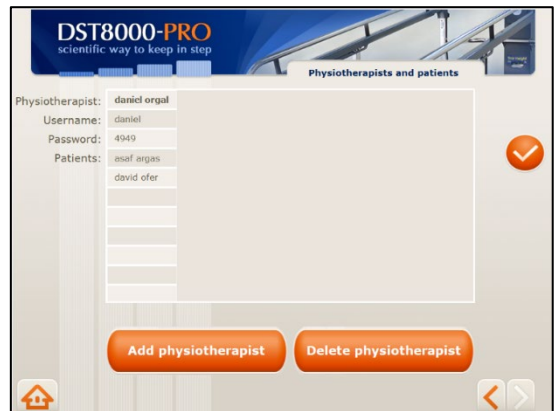 DST8000-PRO
scientific way to keep in step
Physiotherapists and patients
Physiotherapist: daniel orgal
Username: daniel
Password: 4949
Patients: asaf argas
david ofer
Add physiotherapist
Delete physiotherapist